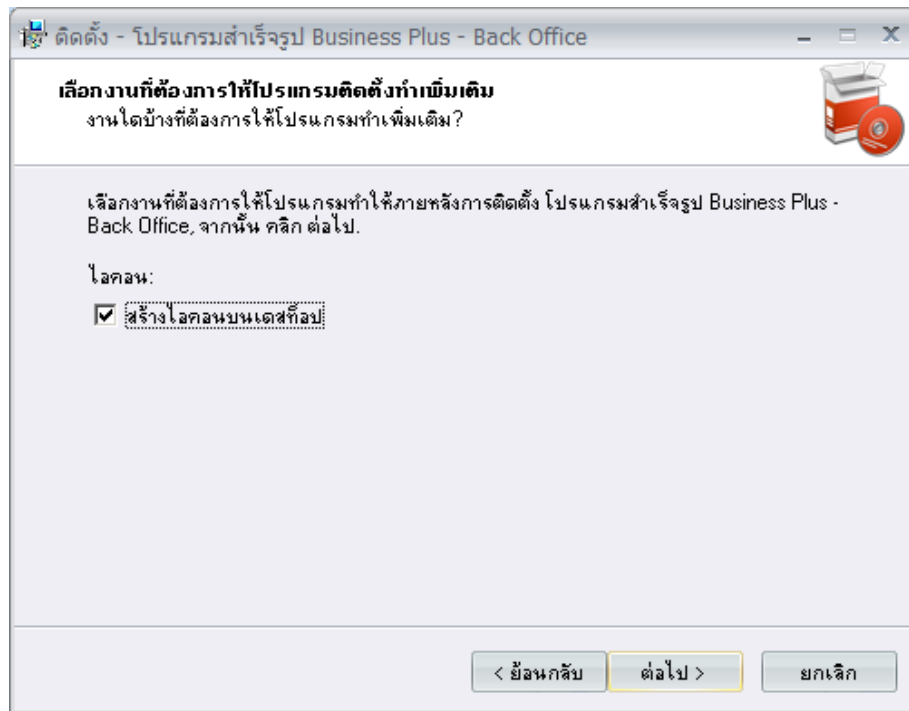 ติดตั้ง - โปรแกรมสำเร็จรูป Business Plus - Back Office
เลือกงานที่ต้องการให้โปรแกรมติดตั้งทำเพิ่มเติม
งานใดบ้างที่ต้องการให้โปรแกรมทำเพิ่มเติม?
เลือกงานที่ต้องการให้โปรแกรมทำให้ภายหลังการติดตั้ง โปรแกรมสำเร็จรูป Business Plus -
Back Office, จากนั้น คลิก ต่อไป.
ไอคอน:
สร้างไอคอนบนเดสก์ท็อป
< ย้อนกลับ ต่อไป > ยกเลิก